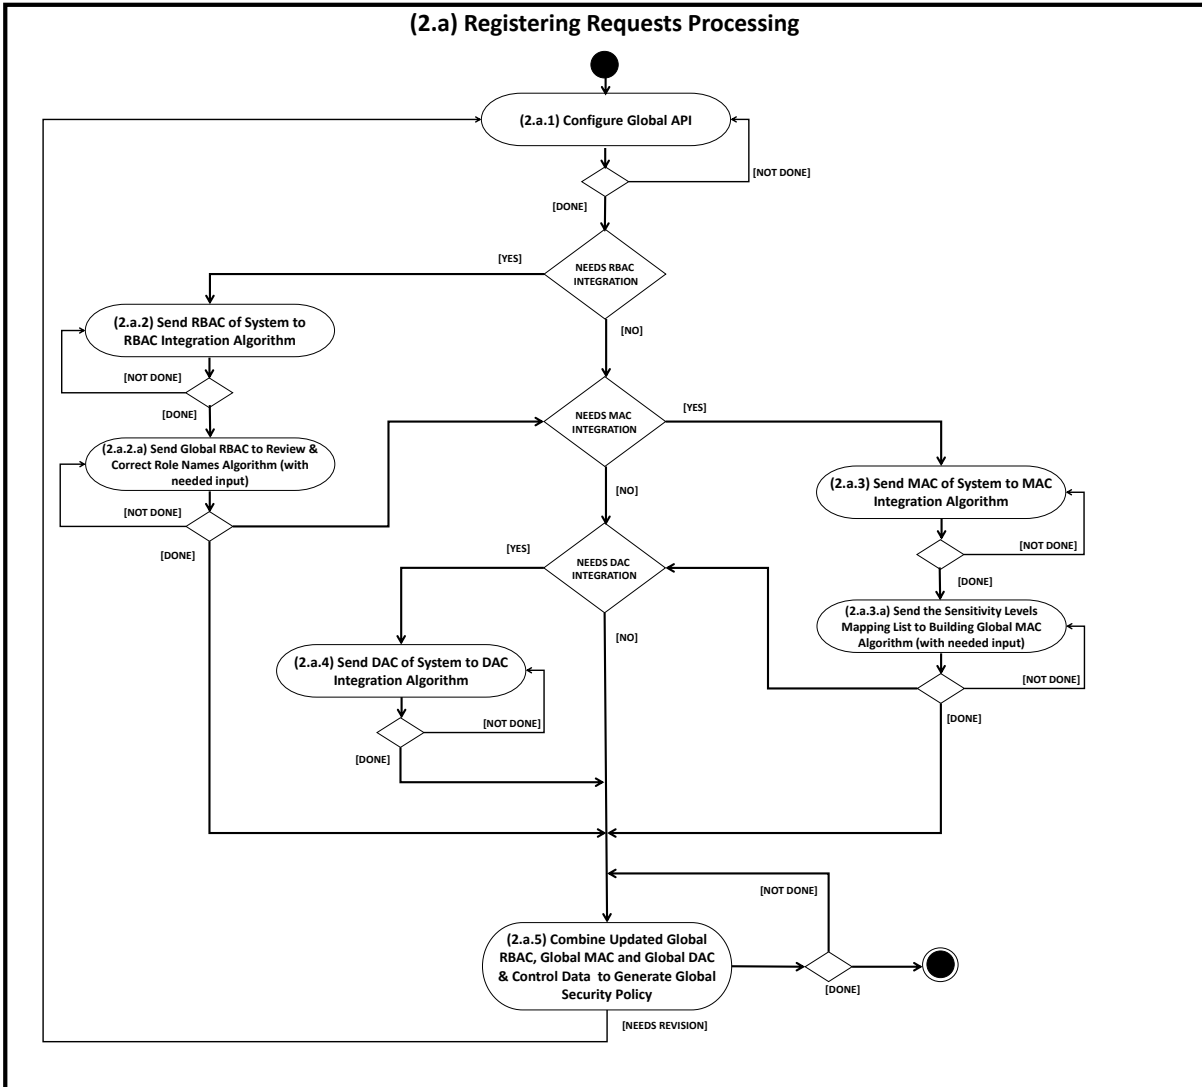 (2.a) Registering Requests Processing
(2.a.1) Configure Global API
[NOT DONE]
[DONE]
[YES]
NEEDS RBAC
INTEGRATION
(2.a.2) Send RBAC of System to
RBAC Integration Algorithm
[NO]
[NOT DONE]
[DONE]
NEEDS MAC
INTEGRATION
[YES]
(2.a.2.a) Send Global RBAC to Review &
Correct Role Names Algorithm (with
needed input)
[NO]
(2.a.3) Send MAC of System to MAC
Integration Algorithm
[NOT DONE]
[DONE]
[YES]
NEEDS DAC
INTEGRATION
[NOT DONE]
[DONE]
(2.a.3.a) Send the Sensitivity Levels
Mapping List to Building Global MAC
Algorithm (with needed input)
[NO]
(2.a.4) Send DAC of System to DAC
Integration Algorithm
[NOT DONE]
[DONE]
[NOT DONE]
[DONE]
[NOT DONE]
(2.a.5) Combine Updated Global
RBAC, Global MAC and Global DAC
& Control Data to Generate Global
Security Policy
[DONE]
[NEEDS REVISION]